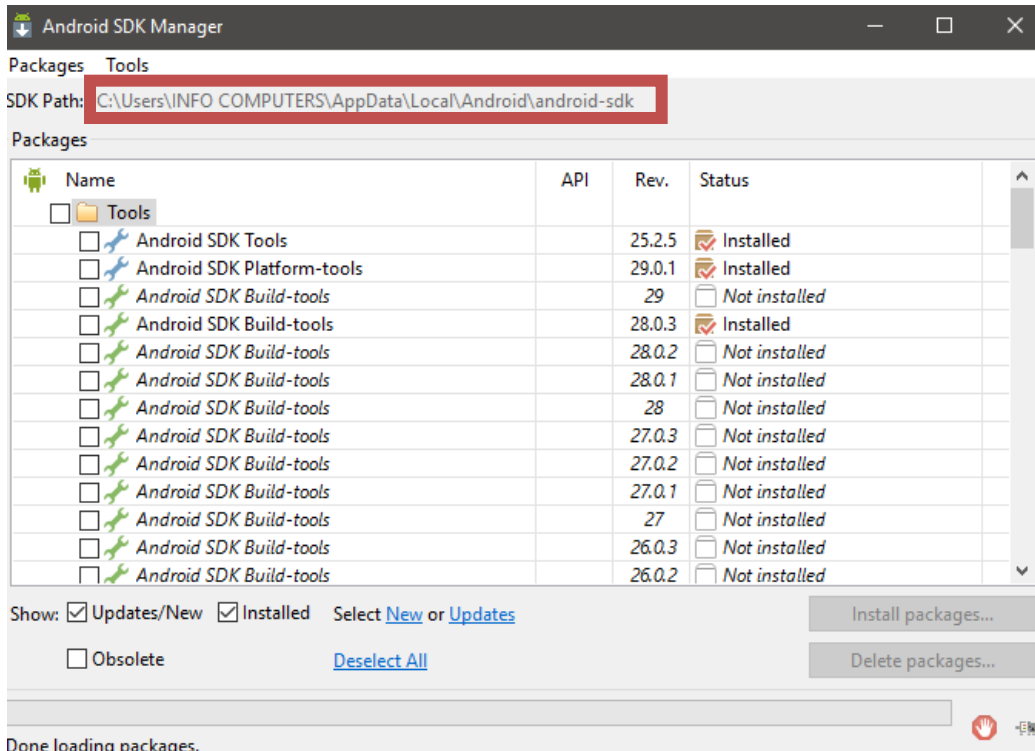 Android SDK Manager
Packages Tools
SDK Path: C:\Users\INFO COMPUTERS\AppData\Local\Android\android-sdk
Packages
Name API Rev. Status
Tools
Android SDK Tools 25.2.5 Installed
Android SDK Platform-tools 29.0.1 Installed
Android SDK Build-tools 29 Not installed
Android SDK Build-tools 28.0.3 Installed
Android SDK Build-tools 28.0.2 Not installed
Android SDK Build-tools 28.0.1 Not installed
Android SDK Build-tools 28 Not installed
Android SDK Build-tools 27.0.3 Not installed
Android SDK Build-tools 27.0.2 Not installed
Android SDK Build-tools 27.0.1 Not installed
Android SDK Build-tools 27 Not installed
Android SDK Build-tools 26.0.3 Not installed
Android SDK Build-tools 26.0.2 Not installed
Show: Updates/New Installed Select New or Updates Install packages...
Obsolete Deselect All Delete packages...
Done loading packages.